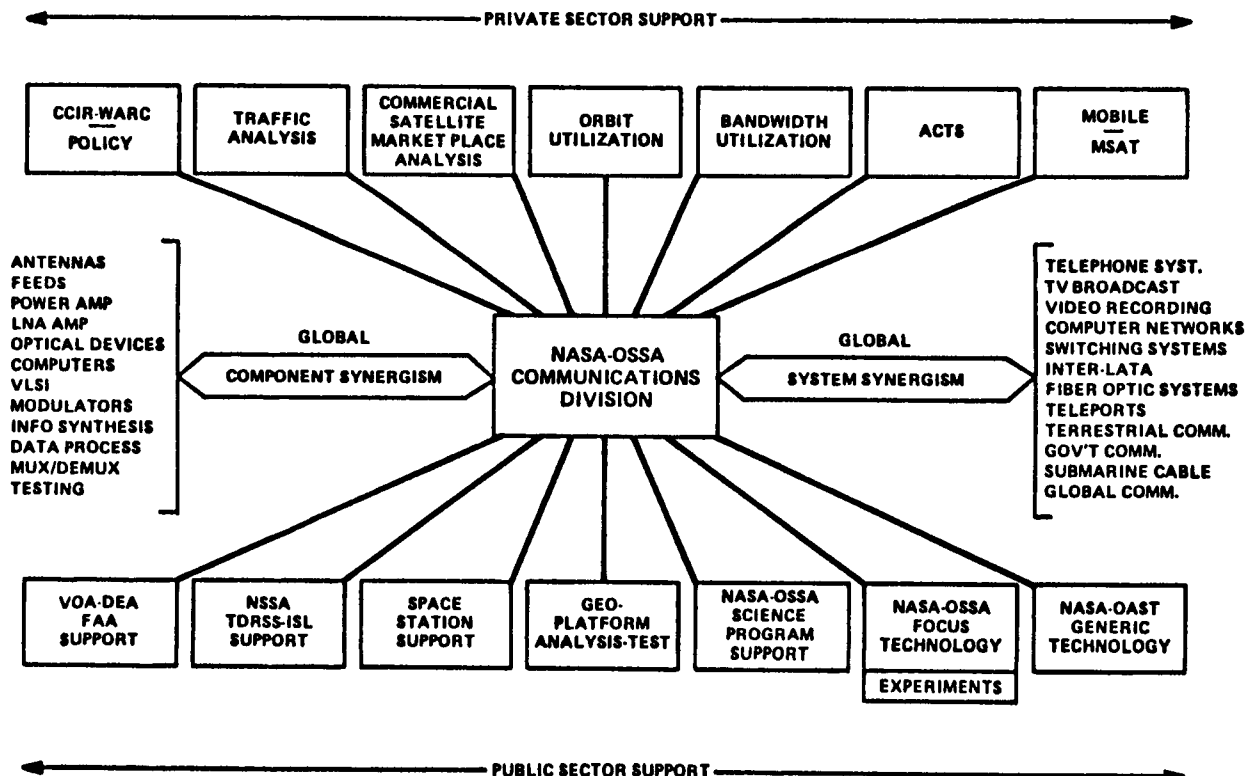 PRIVATE SECTOR SUPPORT
CCIR-WARC
POLICY
TRAFFIC
ANALYSIS
COMMERCIAL
SATELLITE
MARKET PLACE
ANALYSIS
ORBIT
UTILIZATION
BANDWIDTH
UTILIZATION
ACTS
MOBILE
MSAT
ANTENNAS
FEEDS
POWER AMP
LNA AMP
OPTICAL DEVICES
COMPUTERS
VLSI
MODULATORS
INFO SYNTHESIS
DATA PROCESS
MUX/DEMUX
TESTING
GLOBAL
COMPONENT SYNERGISM
NASA-OSSA
COMMUNICATIONS
DIVISION
GLOBAL
SYSTEM SYNERGISM
TELEPHONE SYST.
TV BROADCAST
VIDEO RECORDING
COMPUTER NETWORKS
SWITCHING SYSTEMS
INTER-LATA
FIBER OPTIC SYSTEMS
TELEPORTS
TERRESTRIAL COMM.
GOV'T COMM.
SUBMARINE CABLE
GLOBAL COMM.
VOA-DEA
FAA
SUPPORT
NSSA
TDRSS-ISL
SUPPORT
SPACE
STATION
SUPPORT
GEO-
PLATFORM
ANALYSIS-TEST
NASA-OSSA
SCIENCE
PROGRAM
SUPPORT
NASA-OSSA
FOCUS
TECHNOLOGY
EXPERIMENTS
NASA-OAST
GENERIC
TECHNOLOGY
PUBLIC SECTOR SUPPORT